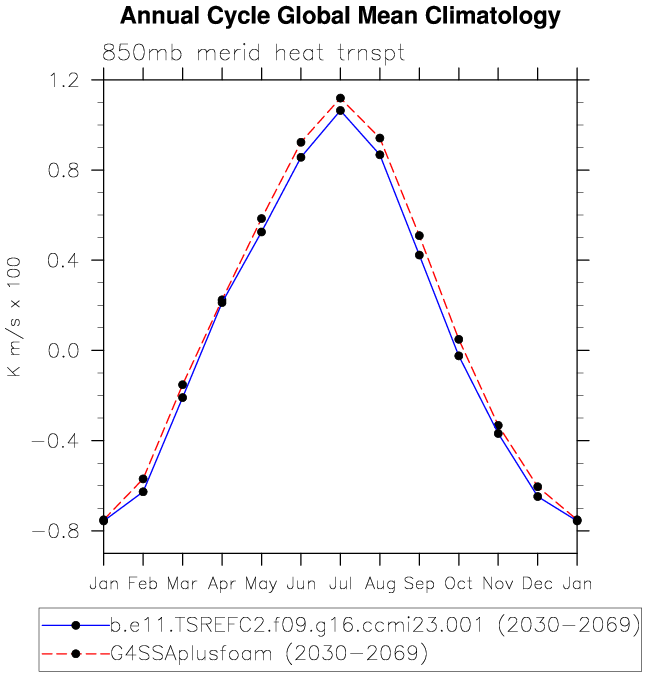 Annual Cycle Global Mean Climatology
850mb merid heat trnspt
1.2
0.8
0.4
0.0
−0.4
−0.8
K m/s x 100
Jan Feb Mar Apr May Jun Jul Aug Sep Oct Nov Dec Jan
b.e11.TSREFC2.f09.g16.ccmi23.001 (2030−2069)
G4SSAplusfoam (2030−2069)